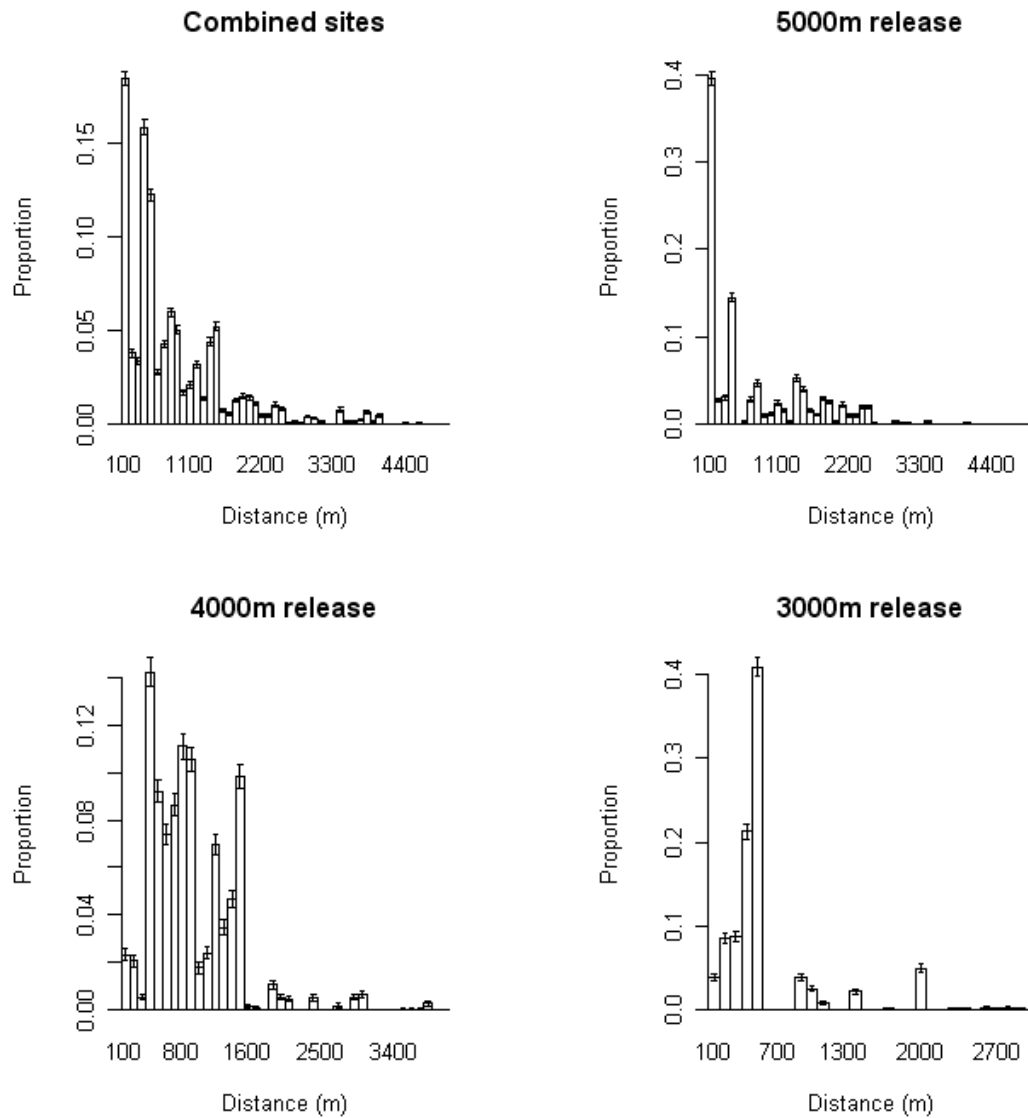 Combined sites
Proportion
0.00 0.05 0.10 0.15
100 1100 2200 3300 4400
Distance (m)
5000m release
Proportion
0.0 0.1 0.2 0.3 0.4
100 1100 2200 3300 4400
Distance (m)
4000m release
Proportion
0.00 0.04 0.08 0.12
100 800 1600 2500 3400
Distance (m)
3000m release
Proportion
0.0 0.1 0.2 0.3 0.4
100 700 1300 2000 2700
Distance (m)